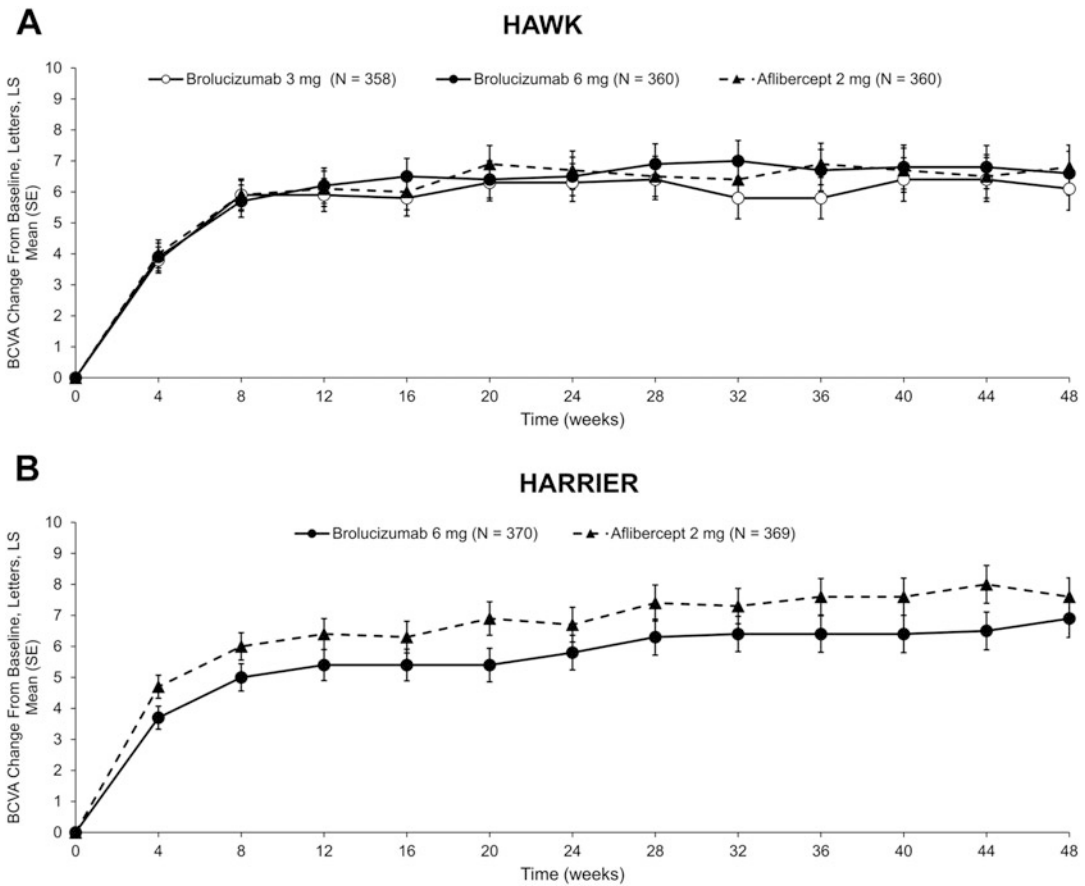 A
HAWK
Brolucizumab 3 mg (N = 358) Brolucizumab 6 mg (N = 360) Aflibercept 2 mg (N = 360)
BCVA Change From Baseline, Letters, LS
Mean (SE)
10
9
8
7
6
5
4
3
2
1
0
0 4 8 12 16 20 24 28 32 36 40 44 48
Time (weeks)
B
HARRIER
Brolucizumab 6 mg (N = 370) Aflibercept 2 mg (N = 369)
BCVA Change From Baseline, Letters, LS
Mean (SE)
10
9
8
7
6
5
4
3
2
1
0
0 4 8 12 16 20 24 28 32 36 40 44 48
Time (weeks)